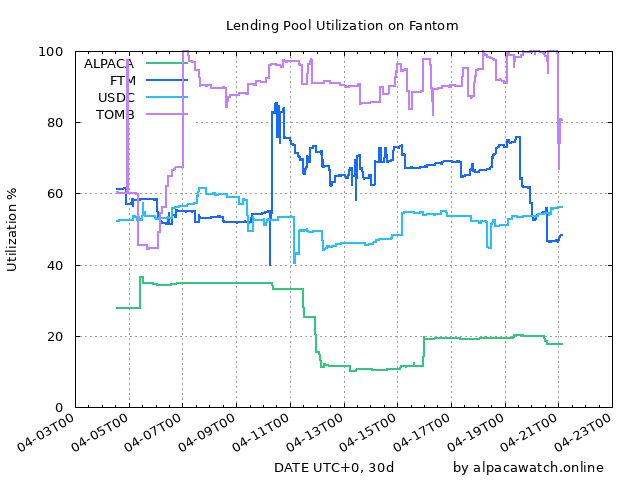 Lending Pool Utilization on Fantom
ALPACA
FTM
USDC
TOMB
100
80
60
40
20
0
Utilization %
04-03T00
04-05T00
04-07T00
04-09T00
04-11T00
04-13T00
04-15T00
04-17T00
04-19T00
04-21T00
04-23T00
DATE UTC+0, 30d
by alpacawatch.online